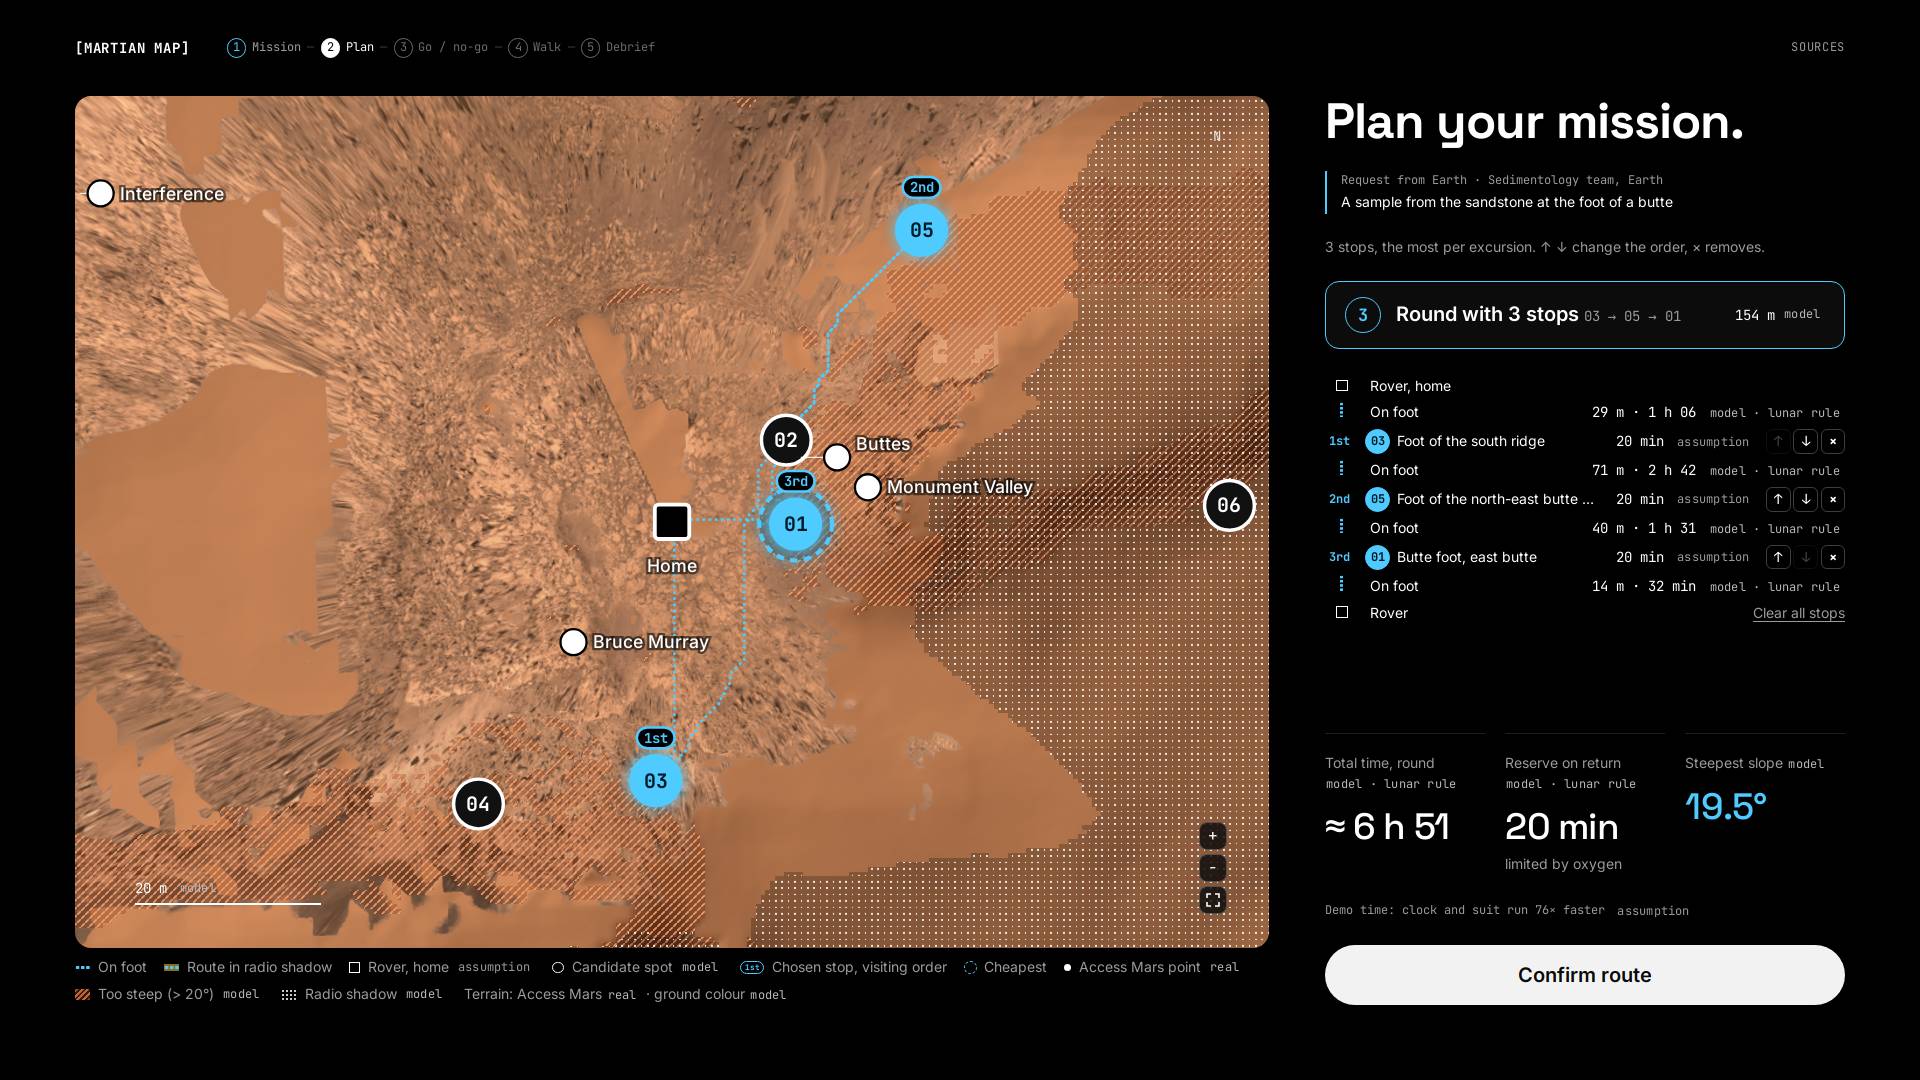 [MARTIAN MAP]
1 Mission — 2 Plan — 3 Go / no-go — 4 Walk — 5 Debrief
SOURCES
N
Interference
2nd
05
02
Buttes
Monument Valley
3rd
01
06
Home
Bruce Murray
1st
03
04
20 m model
+
-
On foot
Route in radio shadow
Rover, home assumption
Candidate spot model
1st Chosen stop, visiting order
Cheapest
Access Mars point real
Too steep (> 20°) model
Radio shadow model
Terrain: Access Mars real · ground colour model
Plan your mission.
Request from Earth · Sedimentology team, Earth
A sample from the sandstone at the foot of a butte
3 stops, the most per excursion. ↑ ↓ change the order, × removes.
3 Round with 3 stops 03 → 05 → 01 154 m model
Rover, home
On foot 29 m · 1 h 06 model · lunar rule
1st 03 Foot of the south ridge 20 min assumption ↑ ↓ ×
On foot 71 m · 2 h 42 model · lunar rule
2nd 05 Foot of the north-east butte ... 20 min assumption ↑ ↓ ×
On foot 40 m · 1 h 31 model · lunar rule
3rd 01 Butte foot, east butte 20 min assumption ↑ ↓ ×
On foot 14 m · 32 min model · lunar rule
Rover Clear all stops
Total time, round
model · lunar rule
≈ 6 h 51
Reserve on return
model · lunar rule
20 min
limited by oxygen
Steepest slope model
19.5°
Demo time: clock and suit run 76× faster assumption
Confirm route